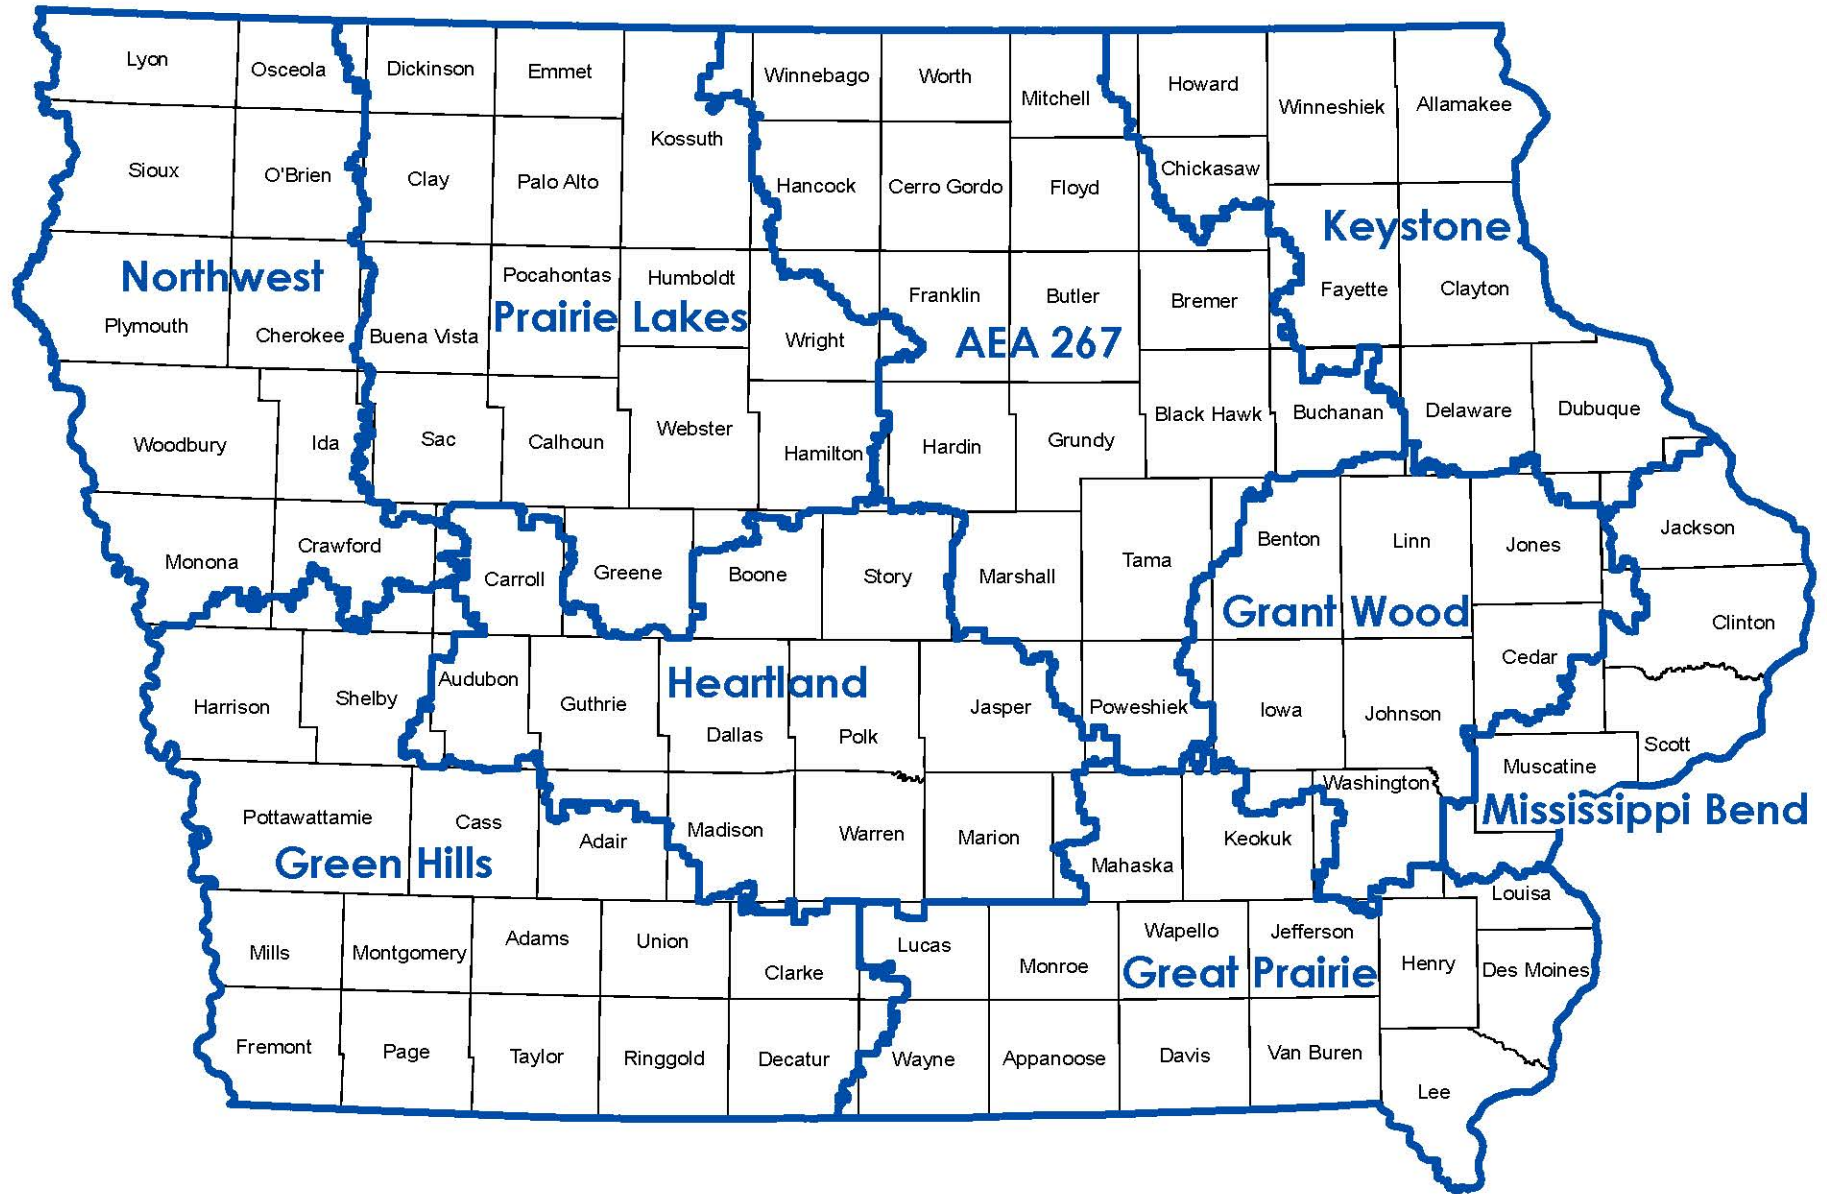 Lyon
Osceola
Dickinson
Emmet
Winnebago
Worth
Mitchell
Howard
Winneshiek
Allamakee
Kossuth
Sioux
O'Brien
Clay
Palo Alto
Hancock
Cerro Gordo
Floyd
Chickasaw
Keystone
Northwest
Pocahontas
Humboldt
Franklin
Butler
Bremer
Fayette
Clayton
Plymouth
Cherokee
Buena Vista
Prairie Lakes
Wright
AEA 267
Woodbury
Ida
Sac
Calhoun
Webster
Hamilton
Hardin
Grundy
Black Hawk
Buchanan
Delaware
Dubuque
Monona
Crawford
Carroll
Greene
Boone
Story
Marshall
Tama
Benton
Linn
Jones
Jackson
Grant Wood
Clinton
Cedar
Harrison
Shelby
Audubon
Guthrie
Heartland
Dallas
Polk
Jasper
Poweshiek
Iowa
Johnson
Scott
Muscatine
Washington
Mississippi Bend
Pottawattamie
Cass
Adair
Madison
Warren
Marion
Mahaska
Keokuk
Green Hills
Louisa
Mills
Montgomery
Adams
Union
Clarke
Lucas
Monroe
Wapello
Jefferson
Great Prairie
Henry
Des Moines
Fremont
Page
Taylor
Ringgold
Decatur
Wayne
Appanoose
Davis
Van Buren
Lee